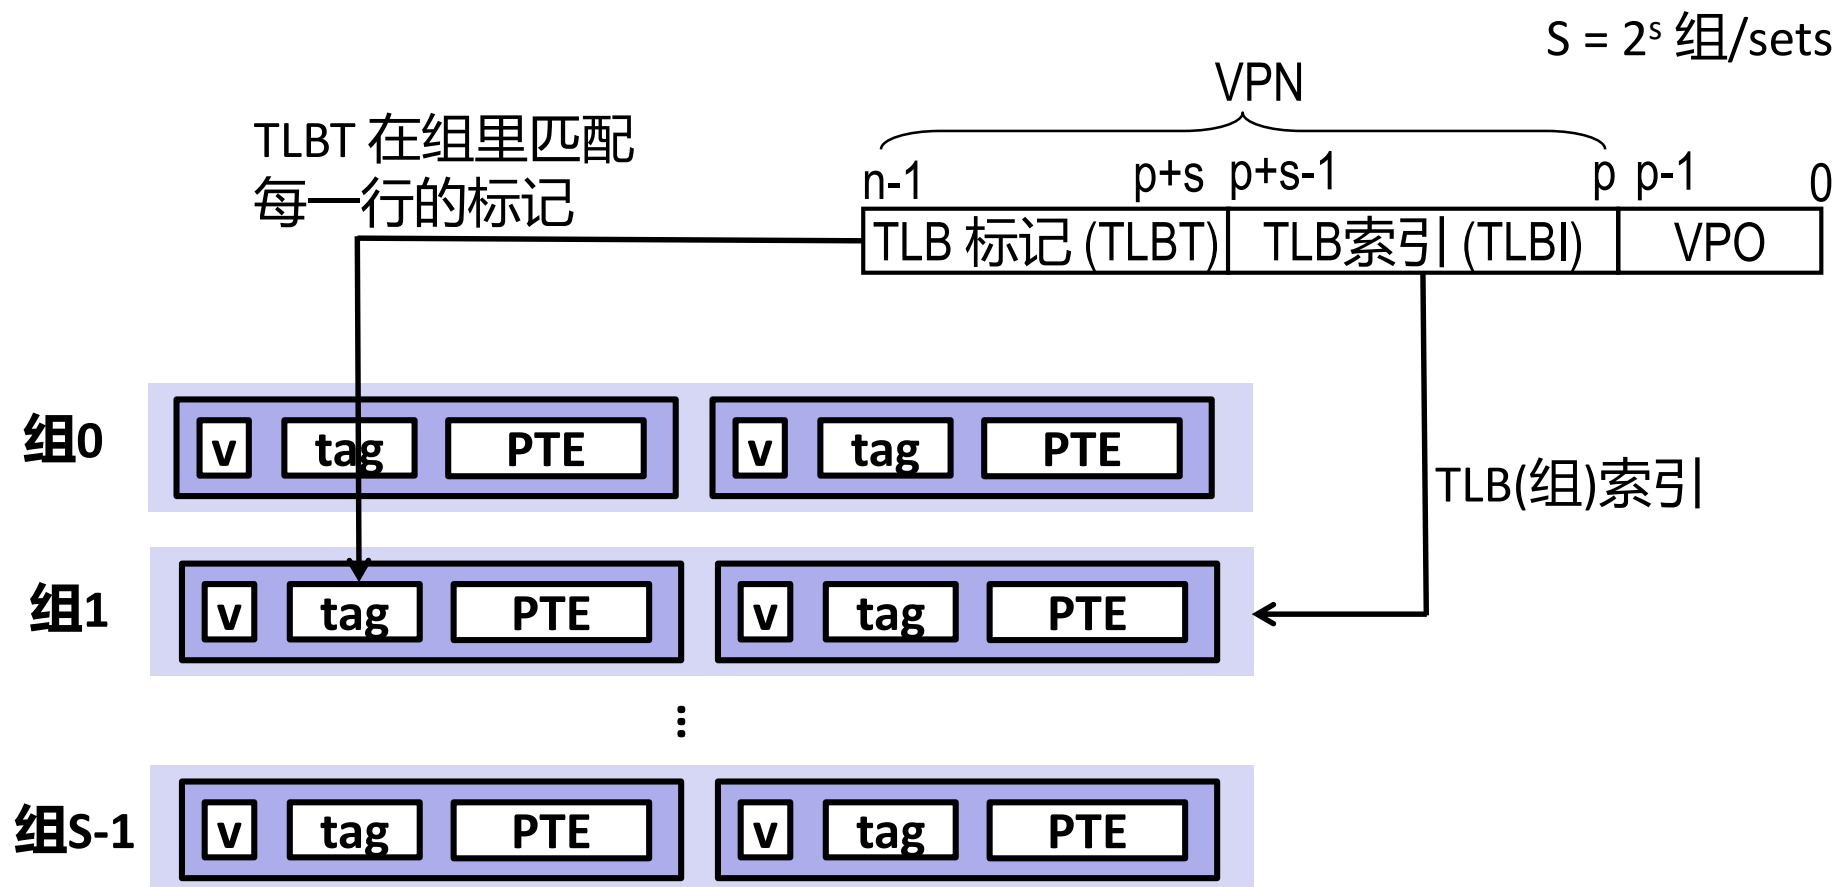 S = 2ˢ 组/sets
VPN
TLBT 在组里匹配
每一行的标记
n-1 p+s p+s-1 p p-1 0
TLB 标记 (TLBT) TLB索引 (TLBI) VPO
组0 v tag PTE v tag PTE
TLB(组)索引
组1 v tag PTE v tag PTE
...
组S-1 v tag PTE v tag PTE